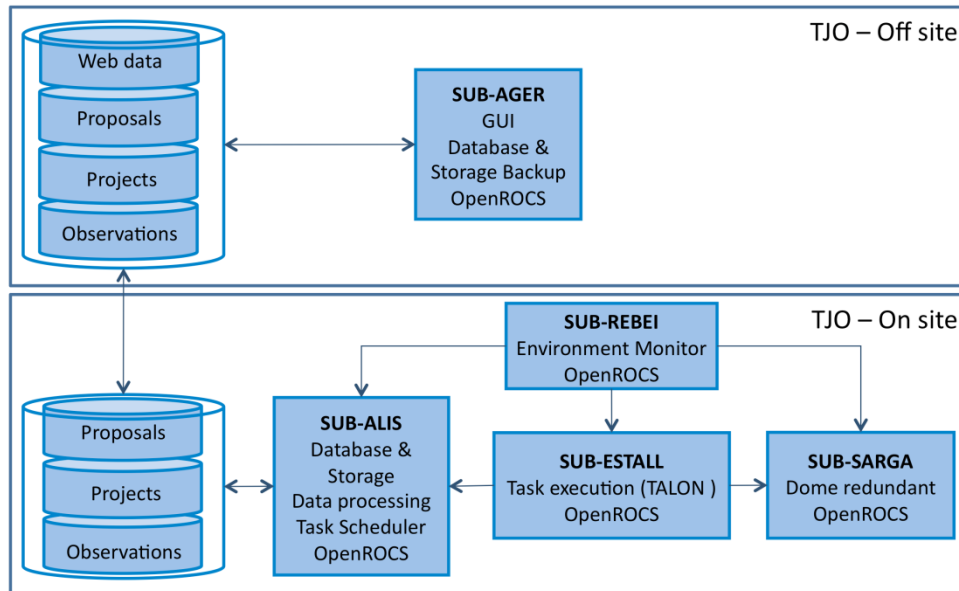 TJO – Off site
Web data
Proposals
Projects
Observations
SUB-AGER
GUI
Database &
Storage Backup
OpenROCS
TJO – On site
SUB-REBEI
Environment Monitor
OpenROCS
Proposals
Projects
Observations
SUB-ALIS
Database &
Storage
Data processing
Task Scheduler
OpenROCS
SUB-ESTALL
Task execution (TALON )
OpenROCS
SUB-SARGA
Dome redundant
OpenROCS